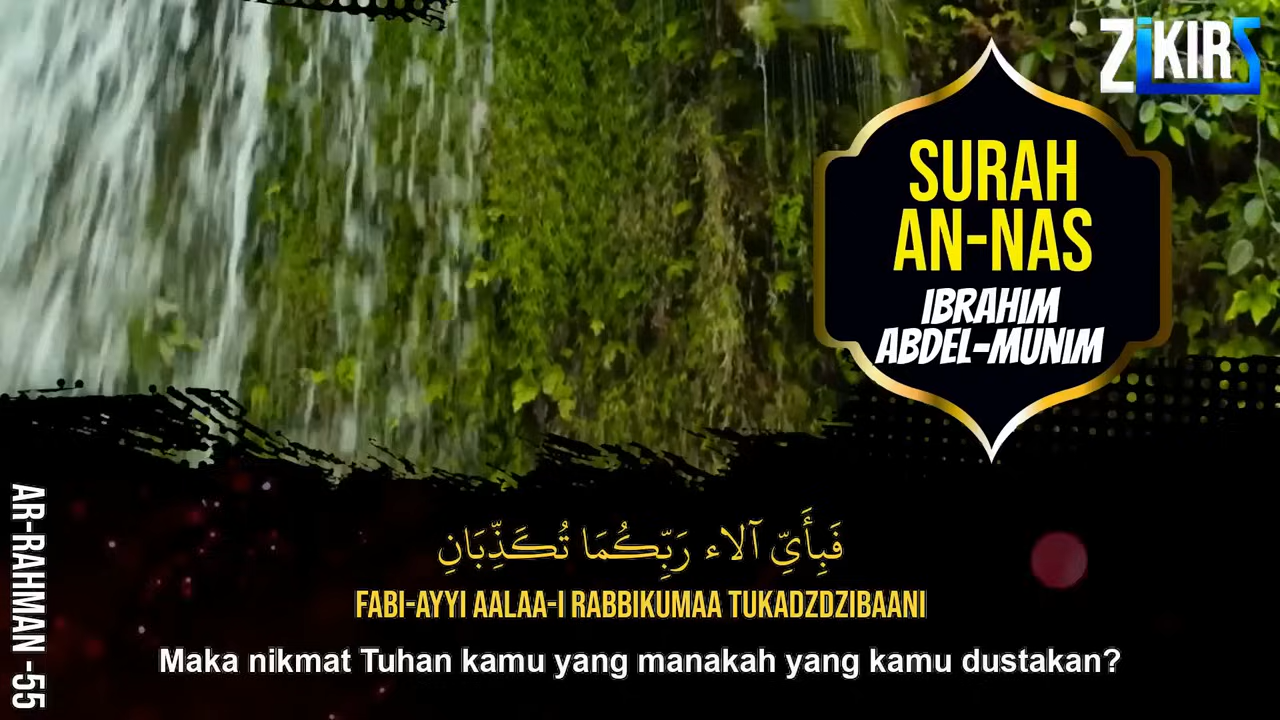 ZIKIRS
SURAH
AN-NAS
IBRAHIM
ABDEL-MUNIM
فَبِأَيِّ آلاء رَبِّكُمَا تُكَذِّبَانِ
FABI-AYYI AALAA-I RABBIKUMAA TUKADZDZIBAANI
Maka nikmat Tuhan kamu yang manakah yang kamu dustakan?
AR-RAHMAN -55